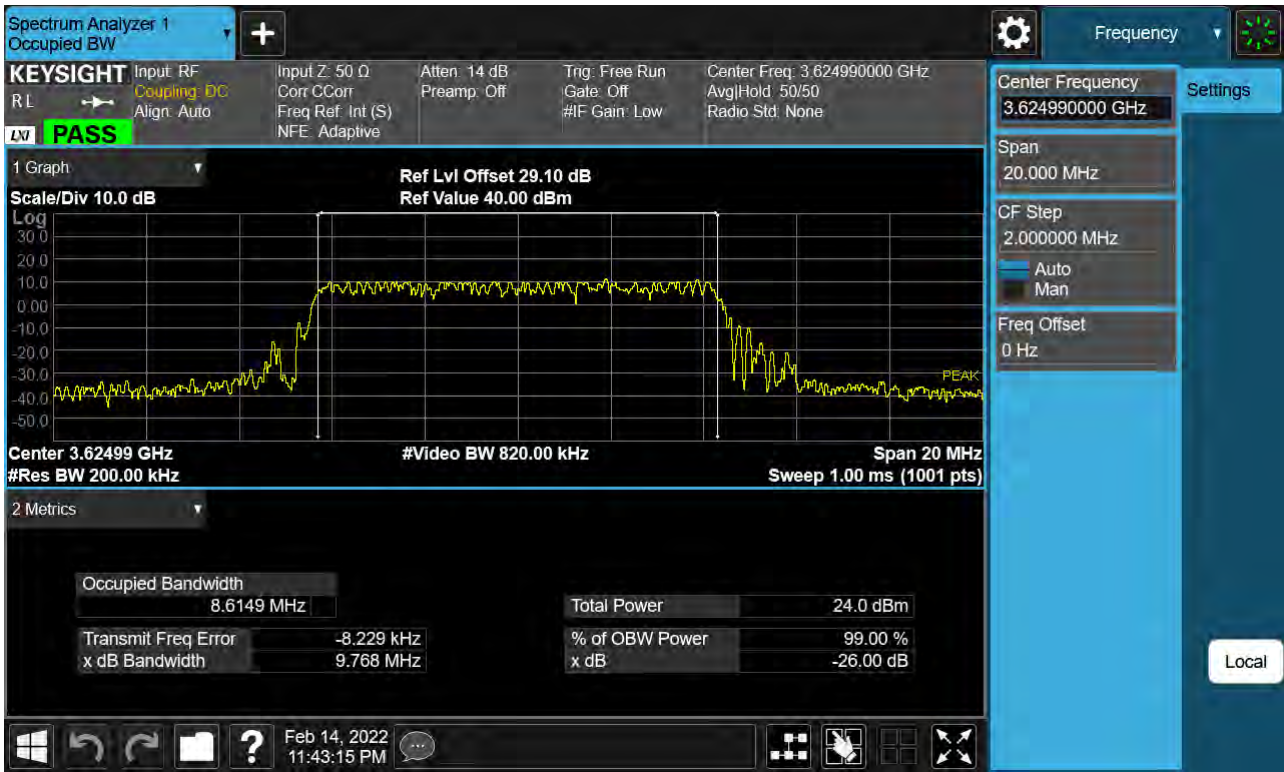 Spectrum Analyzer 1
Occupied BW
Frequency
KEYSIGHT
RL
LXI
PASS
Input: RF
Coupling: DC
Align: Auto
Input Z: 50 Ω
Corr CCorr
Freq Ref: Int (S)
NFE: Adaptive
Atten: 14 dB
Preamp: Off
Trig: Free Run
Gate: Off
#IF Gain: Low
Center Freq: 3.624990000 GHz
Avg|Hold: 50/50
Radio Std: None
Center Frequency
3.624990000 GHz
Settings
Span
20.000 MHz
CF Step
2.000000 MHz
Auto
Man
Freq Offset
0 Hz
Local
1 Graph
Scale/Div 10.0 dB
Ref Lvl Offset 29.10 dB
Ref Value 40.00 dBm
Log
30.0
20.0
10.0
0.00
-10.0
-20.0
-30.0
-40.0
-50.0
PEAK
Center 3.62499 GHz
#Video BW 820.00 kHz
Span 20 MHz
#Res BW 200.00 kHz
Sweep 1.00 ms (1001 pts)
2 Metrics
Occupied Bandwidth
8.6149 MHz
Total Power 24.0 dBm
Transmit Freq Error -8.229 kHz
% of OBW Power 99.00 %
x dB Bandwidth 9.768 MHz
x dB -26.00 dB
Feb 14, 2022
11:43:15 PM